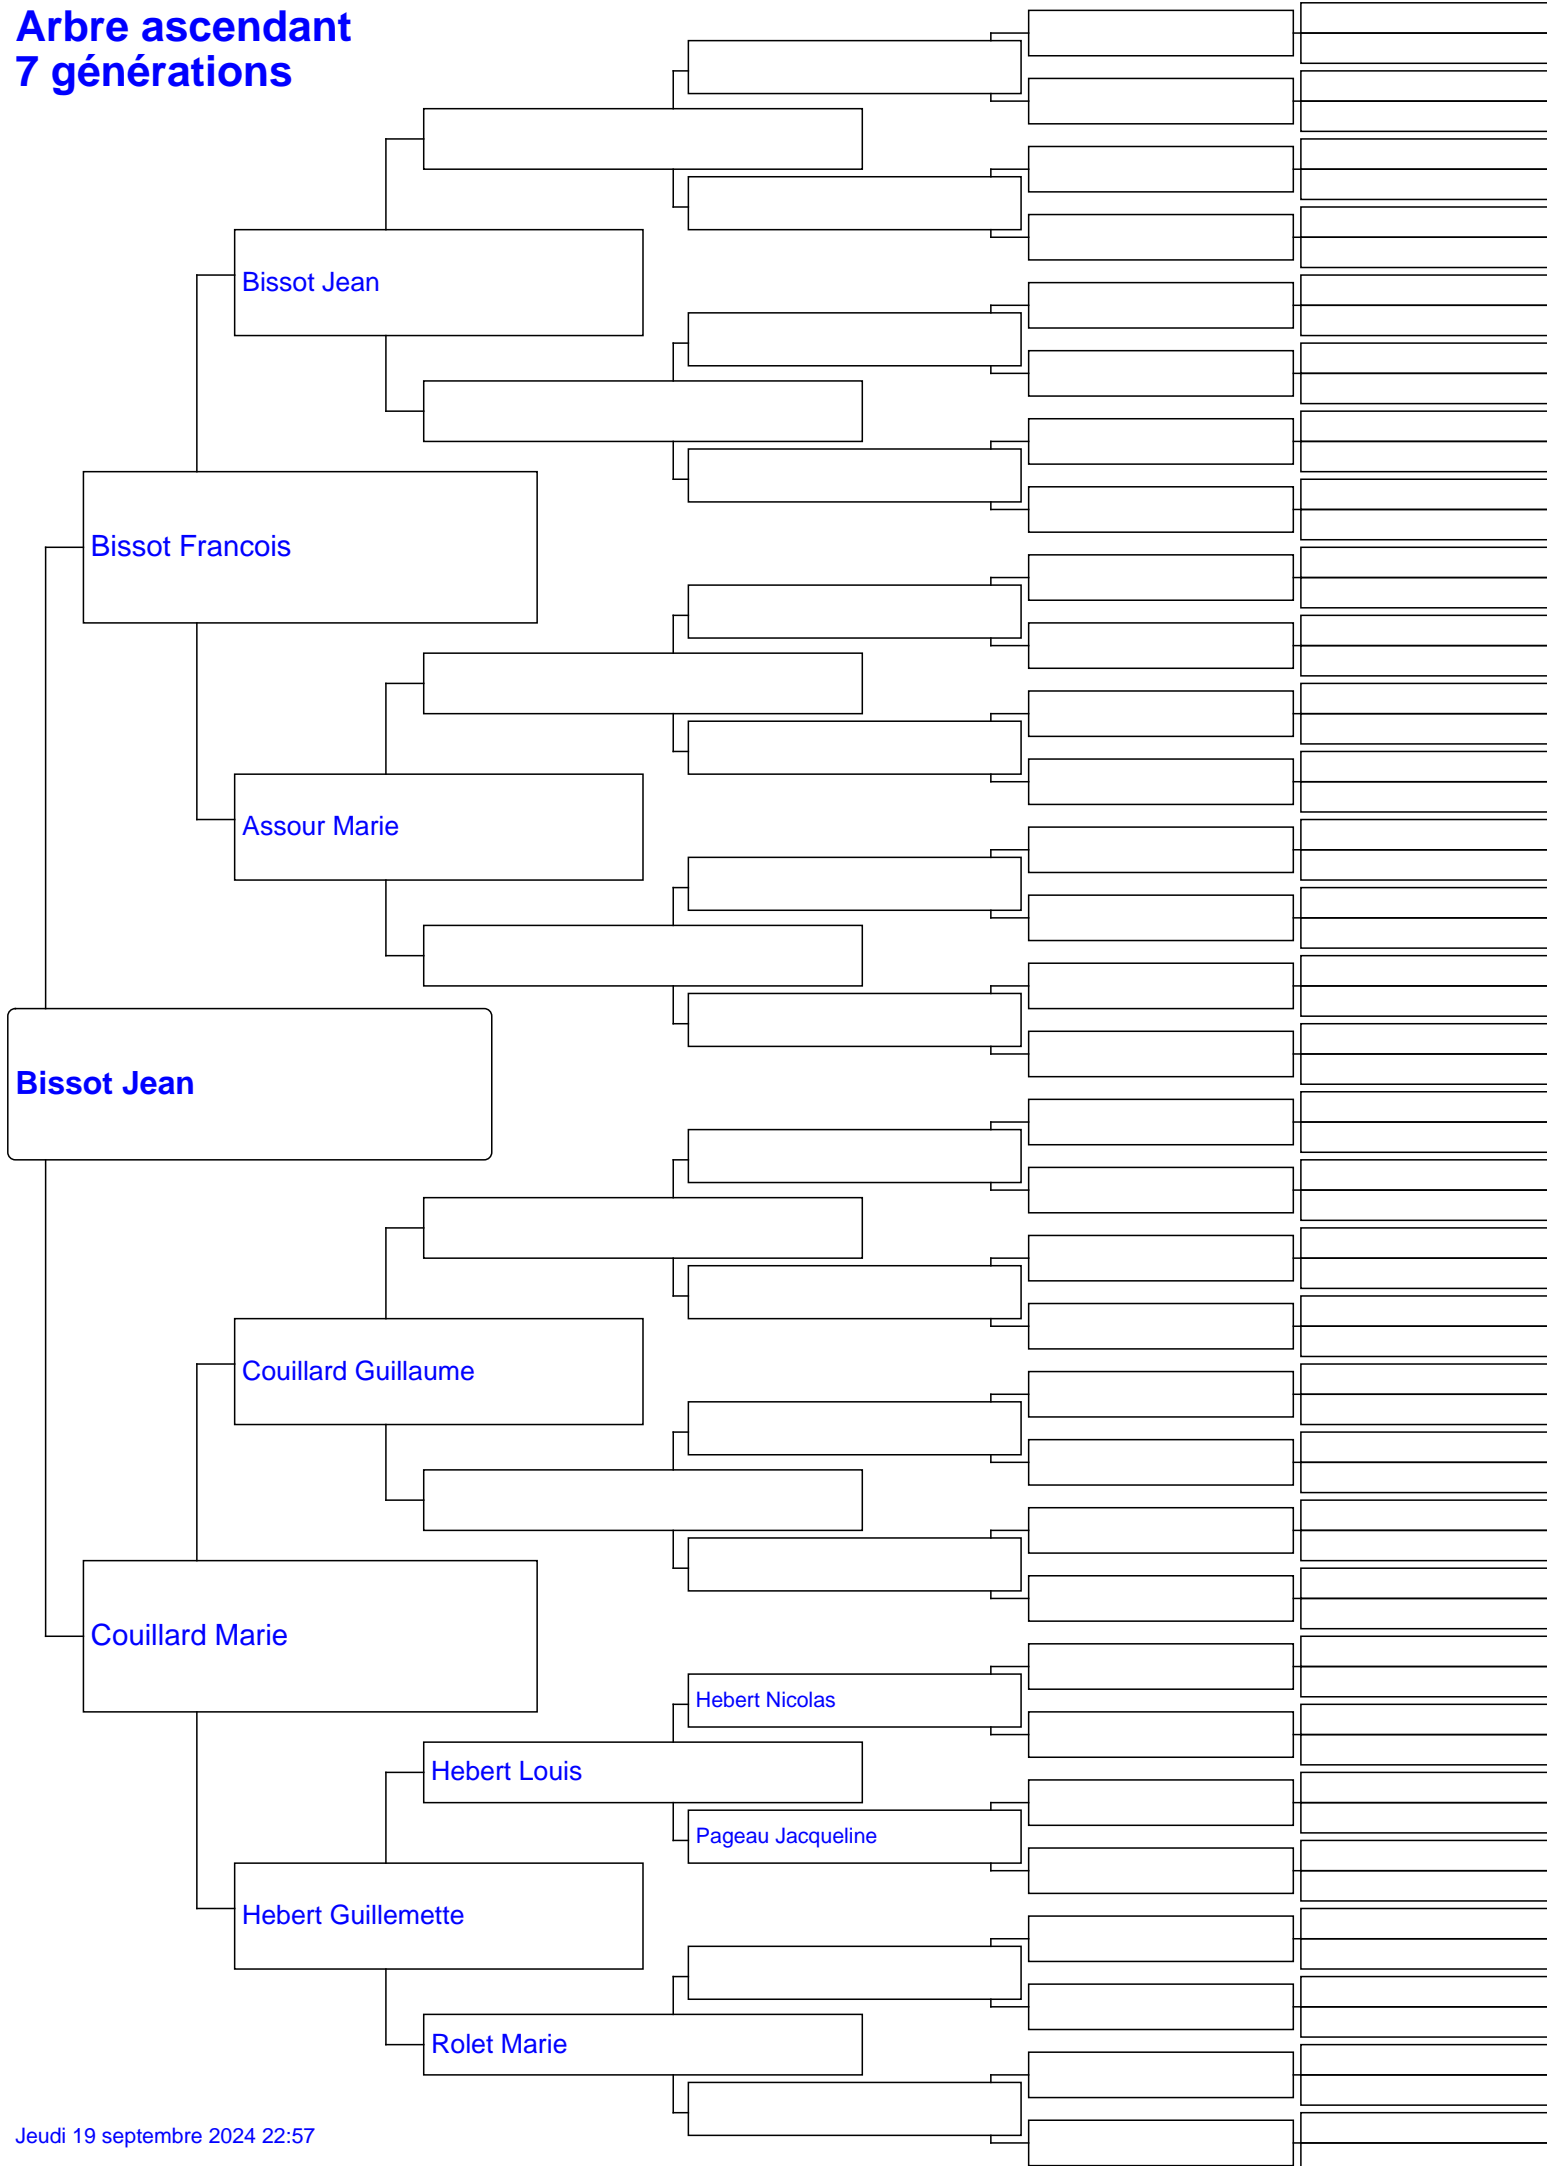 Arbre ascendant
7 générations
Bissot Jean
Bissot Francois
Assour Marie
Bissot Jean
Couillard Guillaume
Couillard Marie
Hebert Nicolas
Hebert Louis
Pageau Jacqueline
Hebert Guillemette
Rolet Marie
Jeudi 19 septembre 2024 22:57